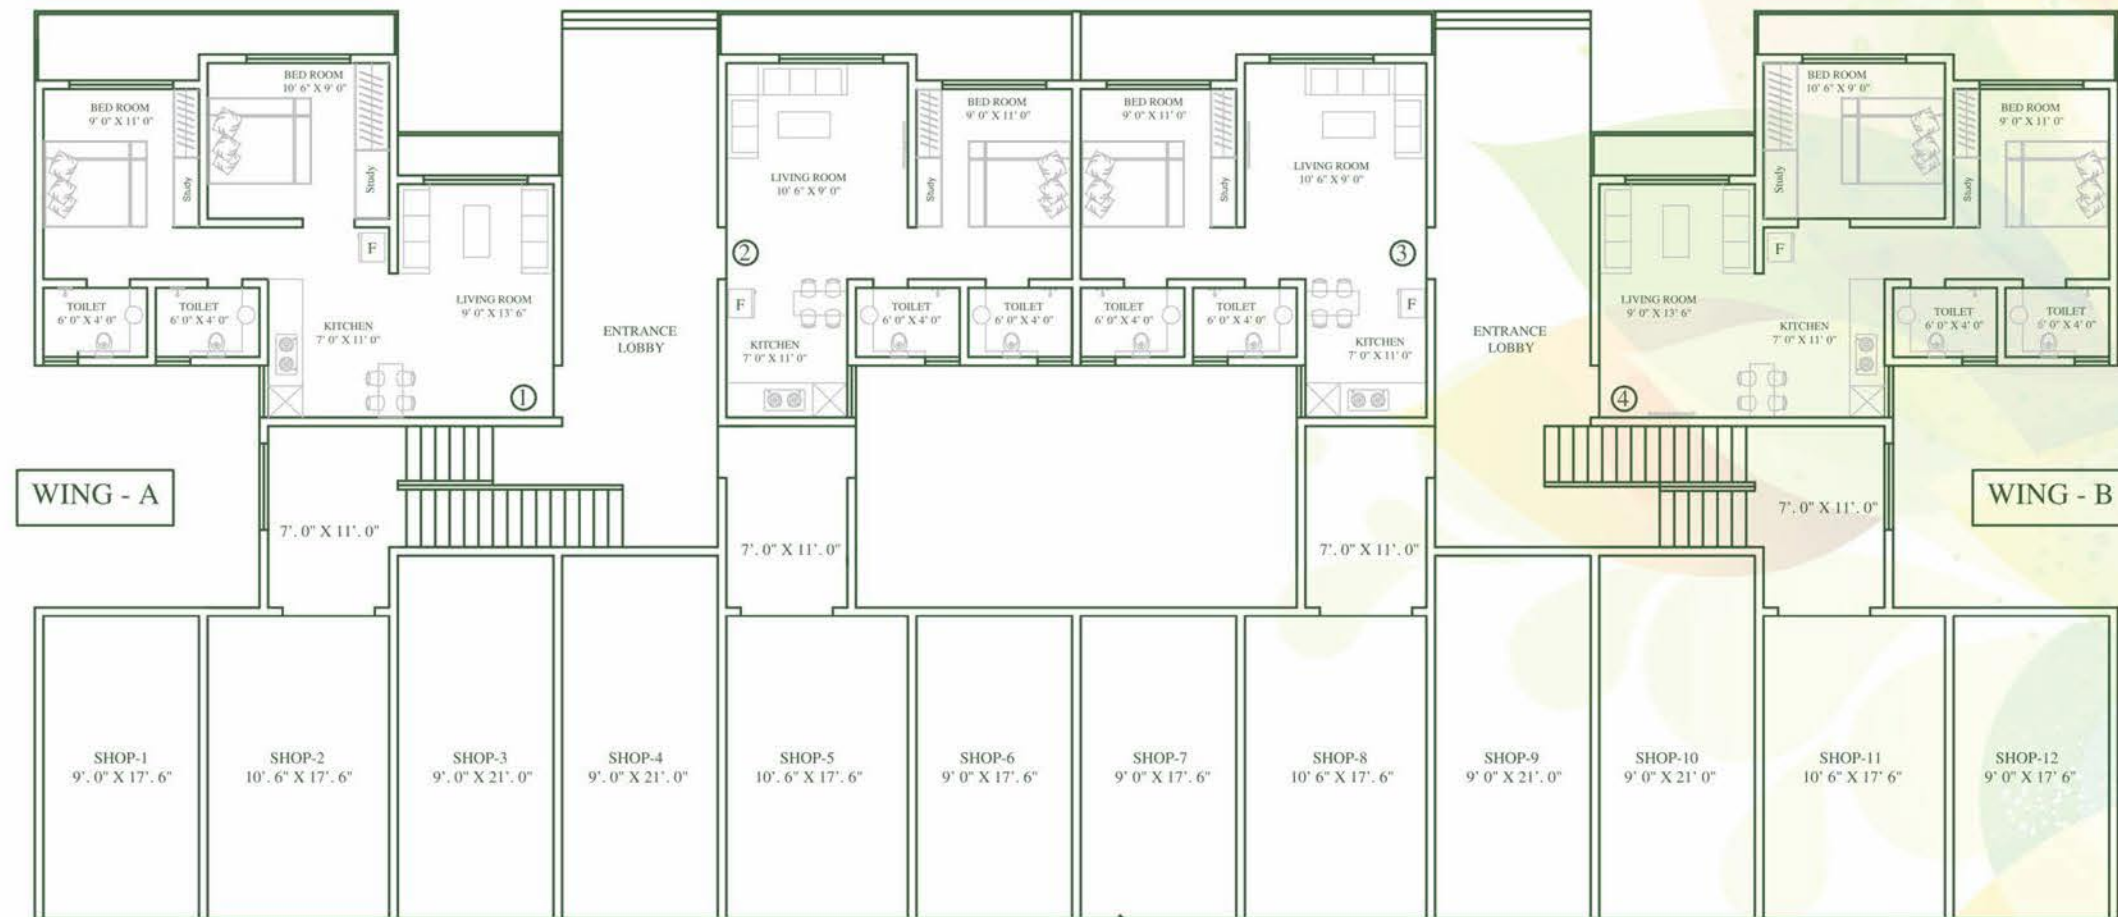 BED ROOM
10' 6" X 9' 0"
BED ROOM
9' 0" X 11' 0"
Study
Study
F
TOILET
6' 0" X 4' 0"
TOILET
6' 0" X 4' 0"
KITCHEN
7' 0" X 11' 0"
LIVING ROOM
9' 0" X 13' 6"
1
ENTRANCE
LOBBY
BED ROOM
9' 0" X 11' 0"
Study
LIVING ROOM
10' 6" X 9' 0"
2
F
KITCHEN
7' 0" X 11' 0"
TOILET
6' 0" X 4' 0"
TOILET
6' 0" X 4' 0"
BED ROOM
9' 0" X 11' 0"
Study
LIVING ROOM
10' 6" X 9' 0"
3
F
TOILET
6' 0" X 4' 0"
TOILET
6' 0" X 4' 0"
KITCHEN
7' 0" X 11' 0"
ENTRANCE
LOBBY
BED ROOM
10' 6" X 9' 0"
BED ROOM
9' 0" X 11' 0"
Study
Study
F
LIVING ROOM
9' 0" X 13' 6"
KITCHEN
7' 0" X 11' 0"
TOILET
6' 0" X 4' 0"
TOILET
6' 0" X 4' 0"
4
WING - A
7'. 0" X 11'. 0"
7'. 0" X 11'. 0"
7'. 0" X 11'. 0"
7'. 0" X 11'. 0"
WING - B
SHOP-1
9'. 0" X 17'. 6"
SHOP-2
10'. 6" X 17'. 6"
SHOP-3
9'. 0" X 21'. 0"
SHOP-4
9'. 0" X 21'. 0"
SHOP-5
10'. 6" X 17'. 6"
SHOP-6
9' 0" X 17'. 6"
SHOP-7
9' 0" X 17'. 6"
SHOP-8
10' 6" X 17'. 6"
SHOP-9
9' 0" X 21'. 0"
SHOP-10
9' 0" X 21' 0"
SHOP-11
10' 6" X 17' 6"
SHOP-12
9' 0" X 17' 6"